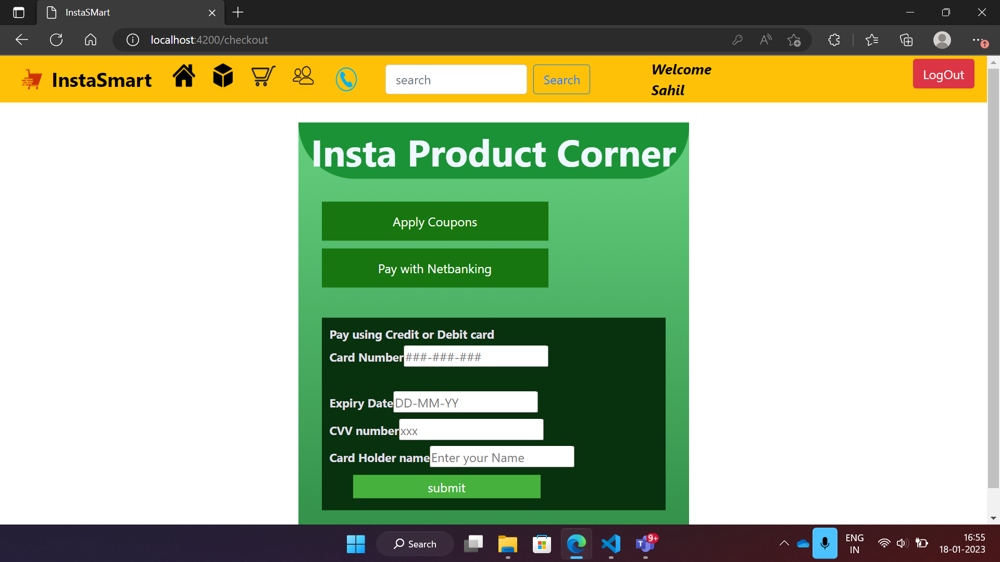 InstaSMart
localhost:4200/checkout
InstaSmart
search
Search
Welcome
Sahil
LogOut
Insta Product Corner
Apply Coupons
Pay with Netbanking
Pay using Credit or Debit card
Card Number ###-###-###
Expiry Date DD-MM-YY
CVV number xxx
Card Holder name Enter your Name
submit
Search
T
9+
ENG
IN
16:55
18-01-2023